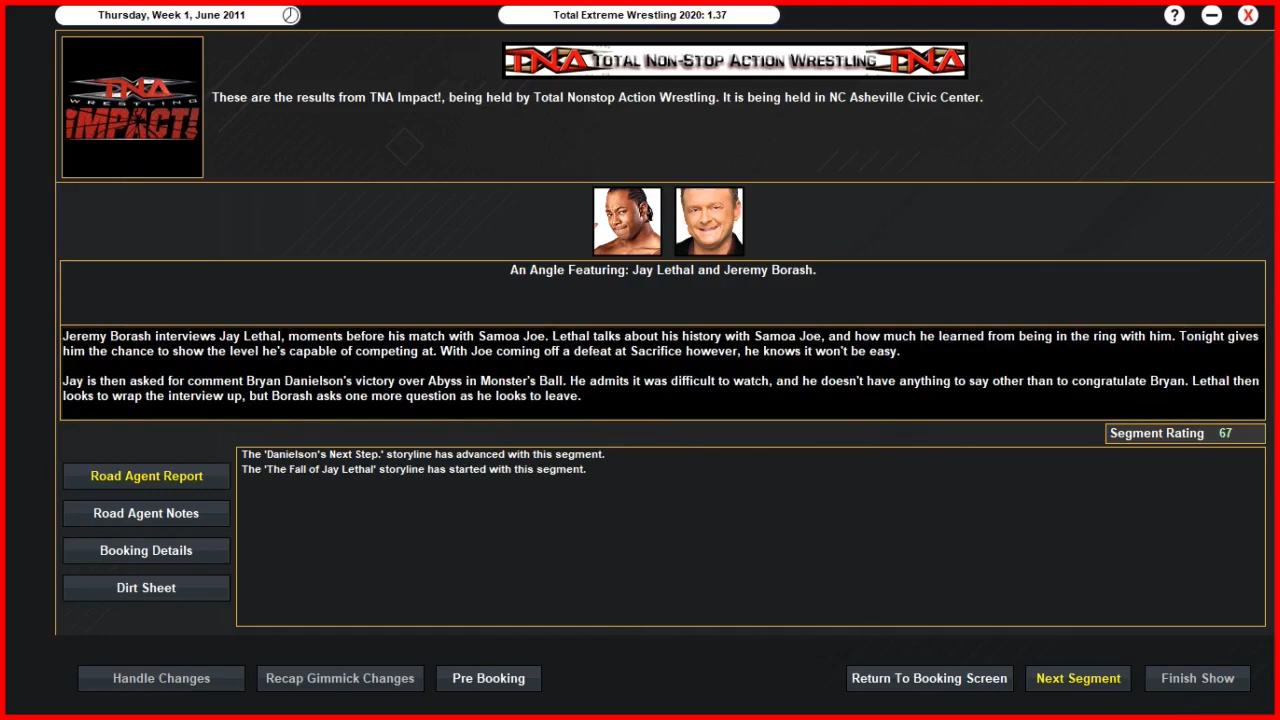 Thursday, Week 1, June 2011
Total Extreme Wrestling 2020: 1.37
?
X
TNA TOTAL NON-STOP ACTION WRESTLING TNA
TNA
WRESTLING
iMPACT!
These are the results from TNA Impact!, being held by Total Nonstop Action Wrestling. It is being held in NC Asheville Civic Center.
An Angle Featuring: Jay Lethal and Jeremy Borash.
Jeremy Borash interviews Jay Lethal, moments before his match with Samoa Joe. Lethal talks about his history with Samoa Joe, and how much he learned from being in the ring with him. Tonight gives
him the chance to show the level he's capable of competing at. With Joe coming off a defeat at Sacrifice however, he knows it won't be easy.
Jay is then asked for comment Bryan Danielson's victory over Abyss in Monster's Ball. He admits it was difficult to watch, and he doesn't have anything to say other than to congratulate Bryan. Lethal then
looks to wrap the interview up, but Borash asks one more question as he looks to leave.
Segment Rating 67
The 'Danielson's Next Step.' storyline has advanced with this segment.
The 'The Fall of Jay Lethal' storyline has started with this segment.
Road Agent Report
Road Agent Notes
Booking Details
Dirt Sheet
Handle Changes
Recap Gimmick Changes
Pre Booking
Return To Booking Screen
Next Segment
Finish Show